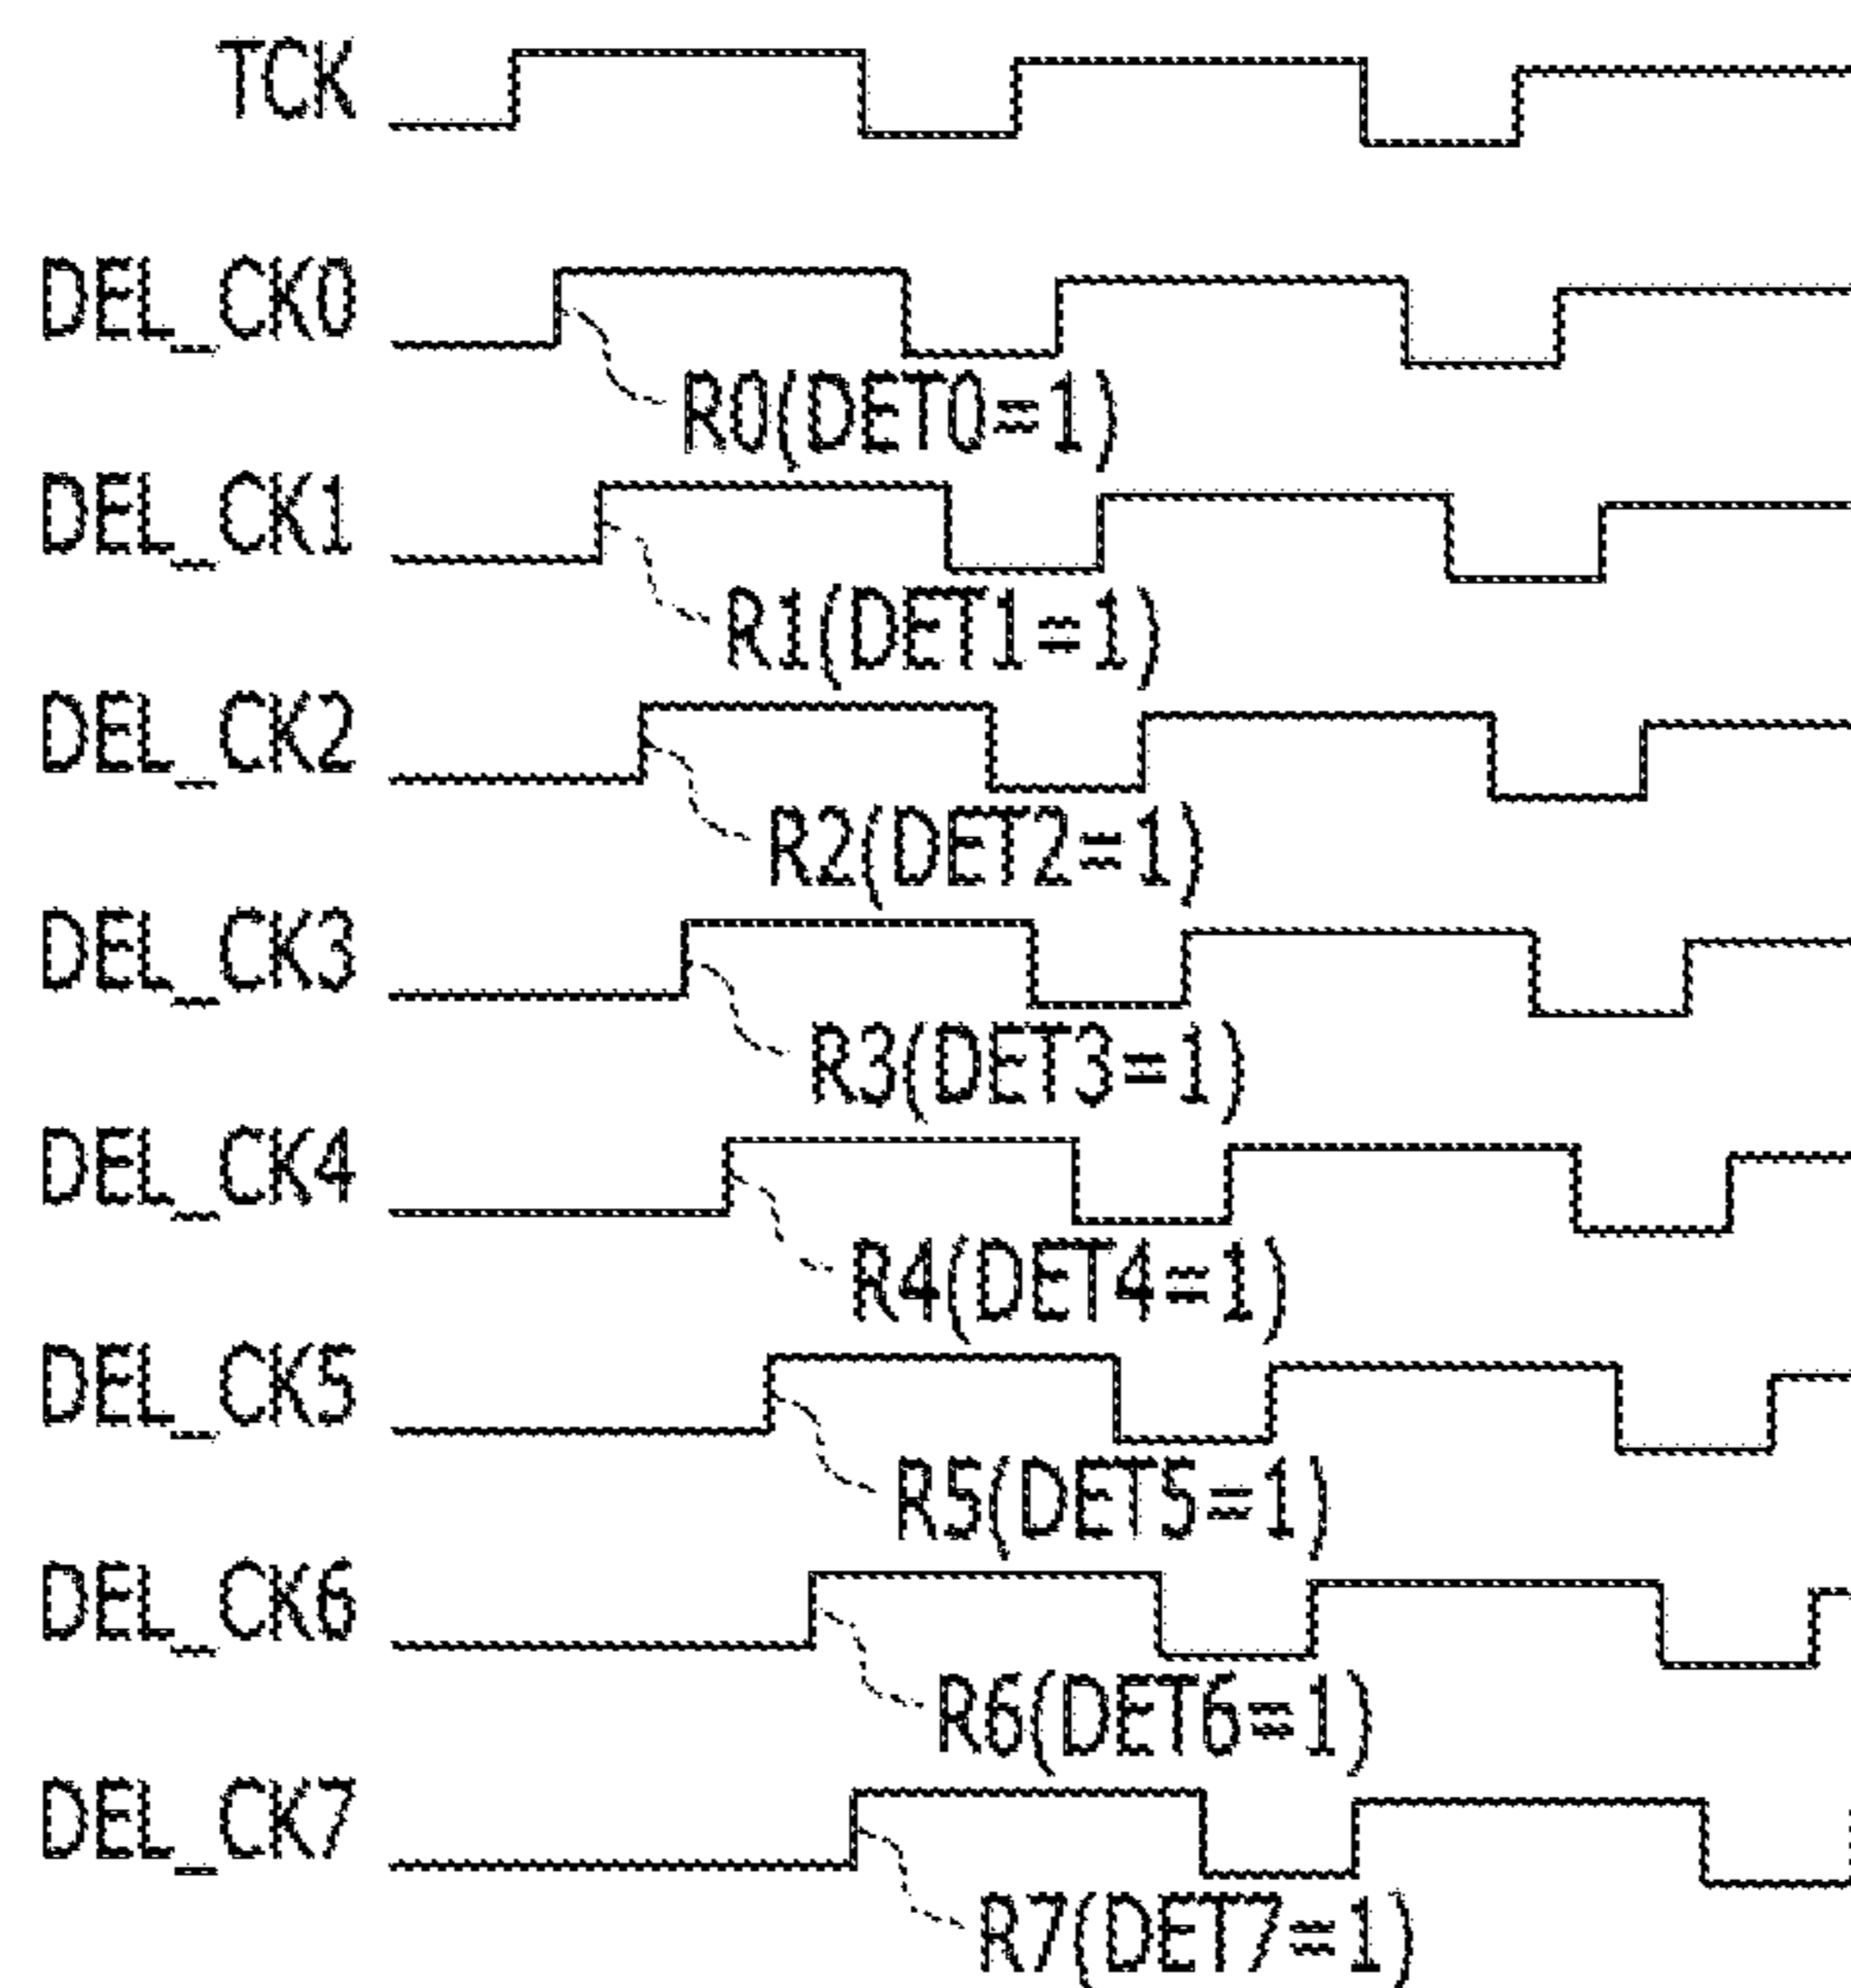 TCK
DEL_CK0
R0(DET0=1)
DEL_CK1
R1(DET1=1)
DEL_CK2
R2(DET2=1)
DEL_CK3
R3(DET3=1)
DEL_CK4
R4(DET4=1)
DEL_CK5
R5(DET5=1)
DEL_CK6
R6(DET6=1)
DEL_CK7
R7(DET7=1)